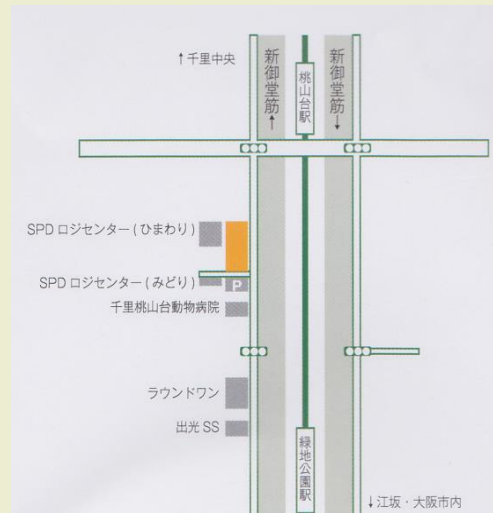 ↑千里中央
新御堂筋↑
桃山台駅
新御堂筋↓
SPD ロジセンター(ひまわり)
SPD ロジセンター(みどり)
P
千里桃山台動物病院
ラウンドワン
出光 SS
緑地公園駅
↓江坂・大阪市内